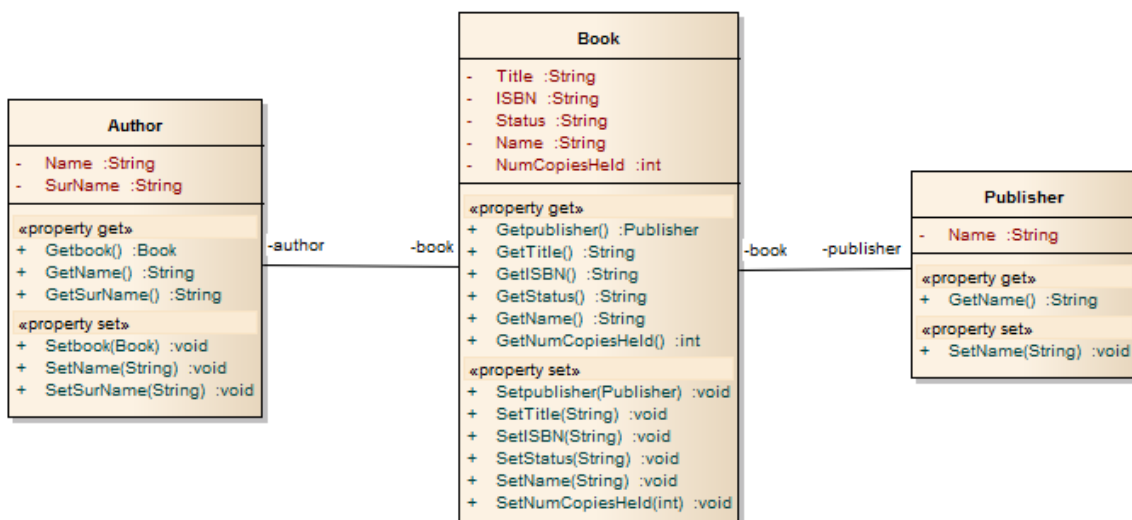 Author
- Name :String
- SurName :String
«property get»
+ Getbook() :Book
+ GetName() :String
+ GetSurName() :String
«property set»
+ Setbook(Book) :void
+ SetName(String) :void
+ SetSurName(String) :void
-author
-book
Book
- Title :String
- ISBN :String
- Status :String
- Name :String
- NumCopiesHeld :int
«property get»
+ Getpublisher() :Publisher
+ GetTitle() :String
+ GetISBN() :String
+ GetStatus() :String
+ GetName() :String
+ GetNumCopiesHeld() :int
«property set»
+ Setpublisher(Publisher) :void
+ SetTitle(String) :void
+ SetISBN(String) :void
+ SetStatus(String) :void
+ SetName(String) :void
+ SetNumCopiesHeld(int) :void
-book
-publisher
Publisher
- Name :String
«property get»
+ GetName() :String
«property set»
+ SetName(String) :void